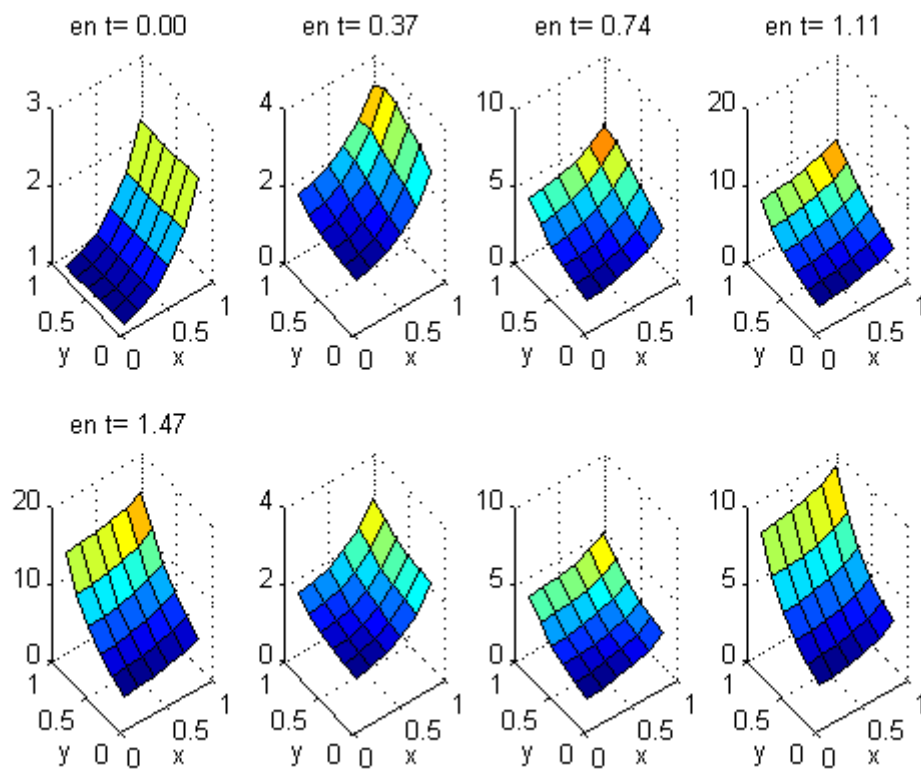 en t= 0.00 en t= 0.37 en t= 0.74 en t= 1.11
3 4 10 20
2 2 5 10
1 0 0 0
1 1 1 1 1 1 1 1
0.5 0.5 0.5 0.5 0.5 0.5 0.5 0.5
y 0 0 x y 0 0 x y 0 0 x y 0 0 x
en t= 1.47
20 4 10 10
10 2 5 5
0 0 0 0
1 1 1 1 1 1 1 1
0.5 0.5 0.5 0.5 0.5 0.5 0.5 0.5
y 0 0 x y 0 0 x y 0 0 x y 0 0 x